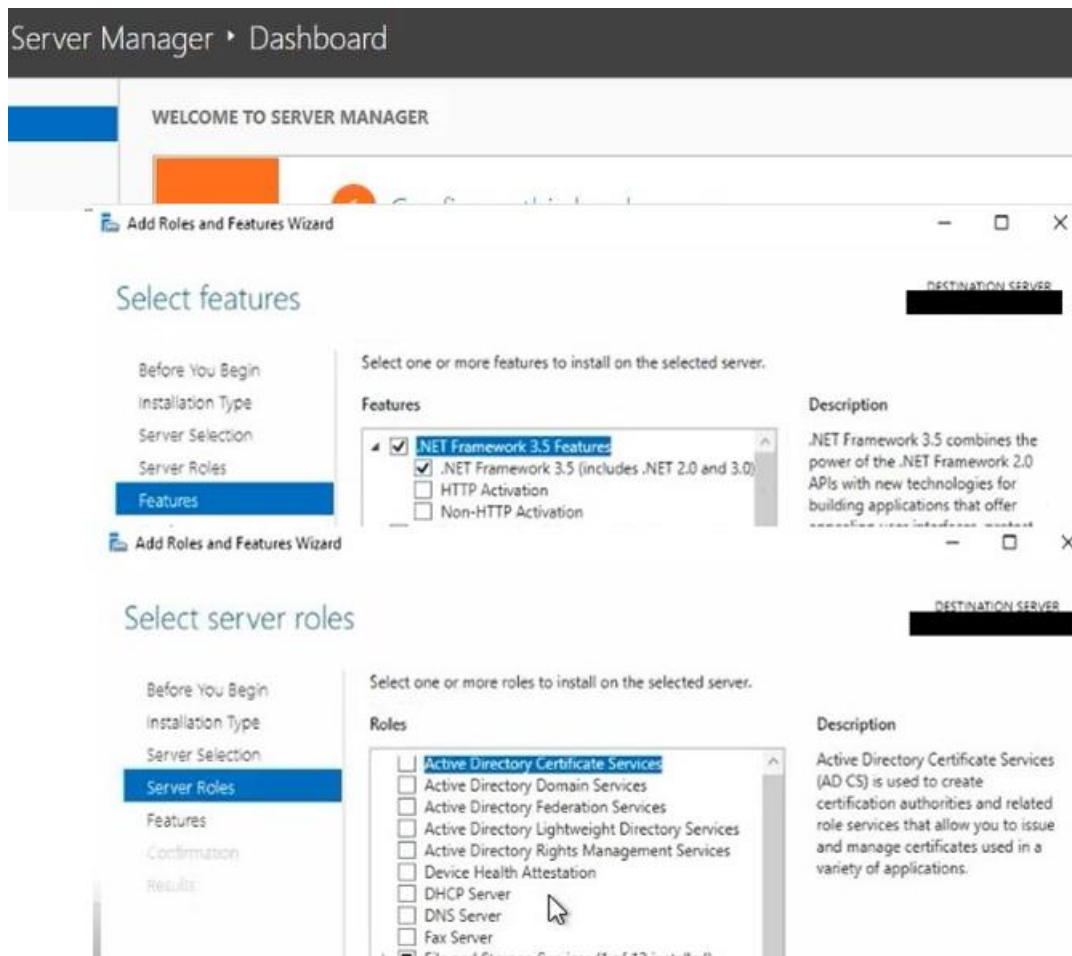 Server Manager ‣ Dashboard
WELCOME TO SERVER MANAGER
Add Roles and Features Wizard
Select features
DESTINATION SERVER
Before You Begin
Installation Type
Server Selection
Server Roles
Features
Select one or more features to install on the selected server.
Features
.NET Framework 3.5 Features
.NET Framework 3.5 (includes .NET 2.0 and 3.0)
HTTP Activation
Non-HTTP Activation
Description
.NET Framework 3.5 combines the
power of the .NET Framework 2.0
APIs with new technologies for
building applications that offer
Add Roles and Features Wizard
Select server roles
DESTINATION SERVER
Before You Begin
Installation Type
Server Selection
Server Roles
Features
Confirmation
Results
Select one or more roles to install on the selected server.
Roles
Active Directory Certificate Services
Active Directory Domain Services
Active Directory Federation Services
Active Directory Lightweight Directory Services
Active Directory Rights Management Services
Device Health Attestation
DHCP Server
DNS Server
Fax Server
Description
Active Directory Certificate Services
(AD CS) is used to create
certification authorities and related
role services that allow you to issue
and manage certificates used in a
variety of applications.